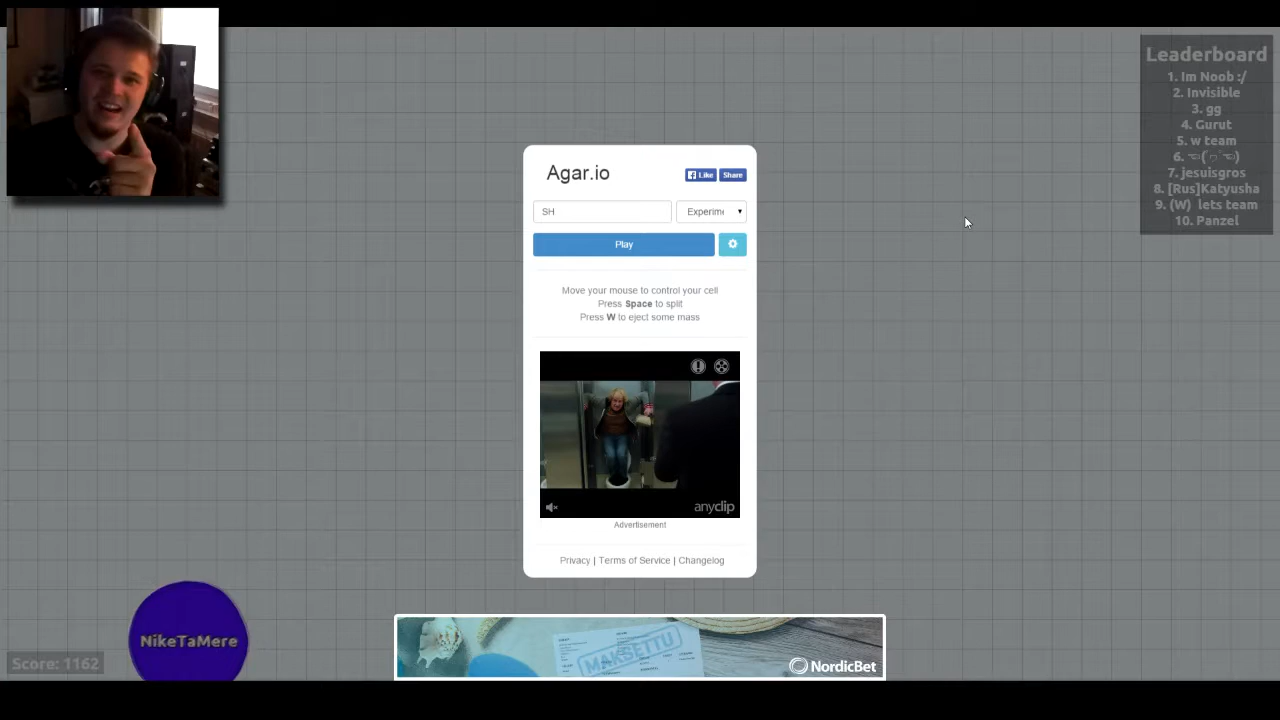 Leaderboard
1. Im Noob :/
2. Invisible
3. gg
4. Gurut
5. w team
7. jesuisgros
8. [Rus]Katyusha
9. (W) lets team
10. Panzel
Agar.io
Like
Share
SH
Experime
Play
Move your mouse to control your cell
Press Space to split
Press W to eject some mass
anyclip
Advertisement
Privacy | Terms of Service | Changelog
NikeTaMere
Score: 1162
MAKSETTU
NordicBet